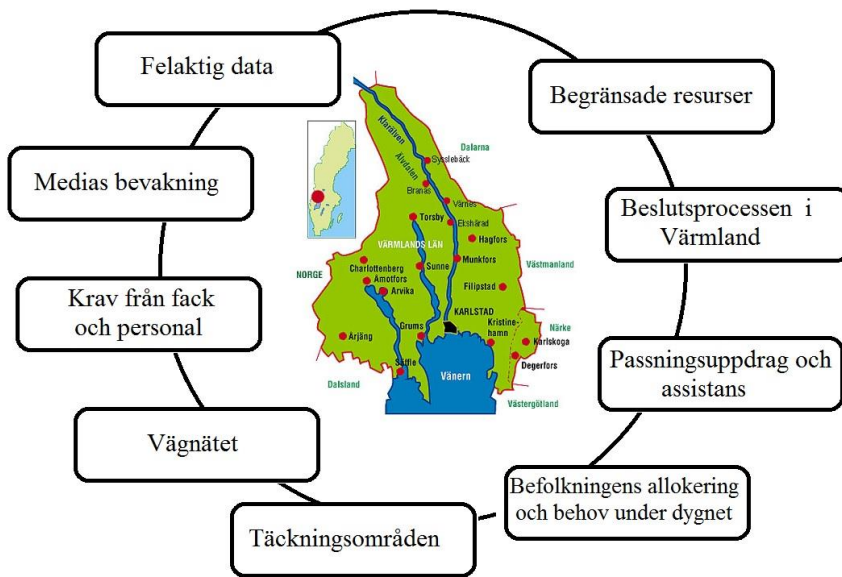 Felaktig data
Begränsade resurser
Medias bevakning
Beslutsprocessen i
Värmland
Krav från fack
och personal
Passningsuppdrag och
assistans
Vägnätet
Befolkningens allokering
och behov under dygnet
Täckningsområden
Klarälven
Älvdalen
Dalarna
Sysslebäck
Branäs
Värnes
Torsby
Ekshärad
Hagfors
VÄRMLANDS LÄN
Charlottenberg
Sunne
Munkfors
Västmanland
NORGE
Åmotfors
Arvika
Filipstad
KARLSTAD
Närke
Grums
Kristine-
hamn
Årjäng
Karlskoga
Säffle
Degerfors
Dalsland
Vänern
Västergötland